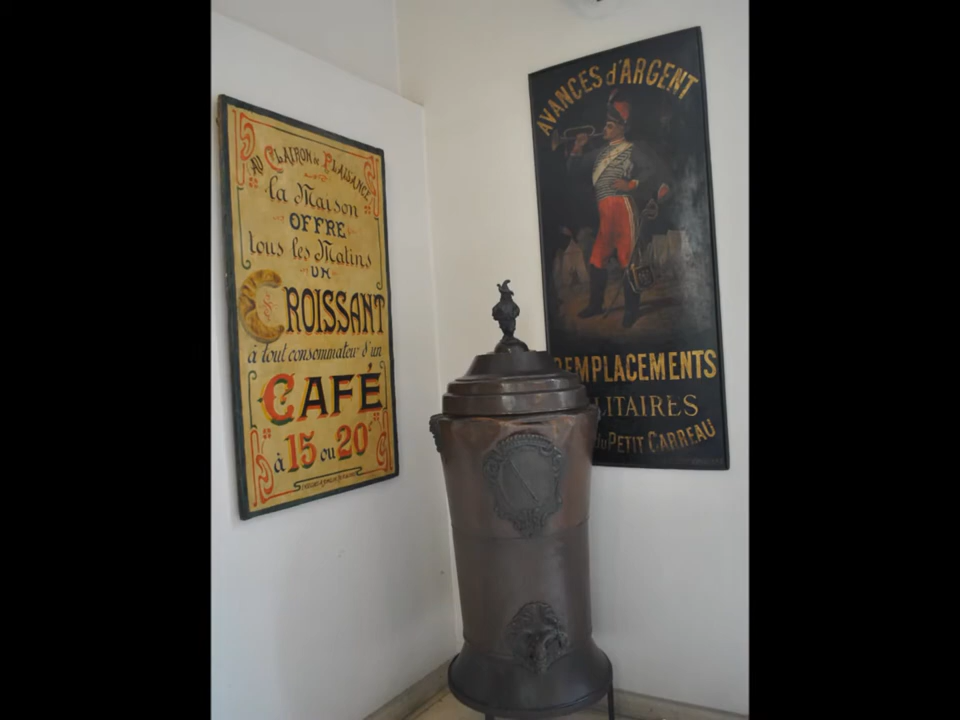 AU CLAIRON de PLAISANCE
la Maison
OFFRE
tous les Matins
UN
CROISSANT
à tout consommateur d'un
CAFÉ
à 15 ou 20
AVANCES d'ARGENT
REMPLACEMENTS
LITAIRES
du PETIT CARREAU